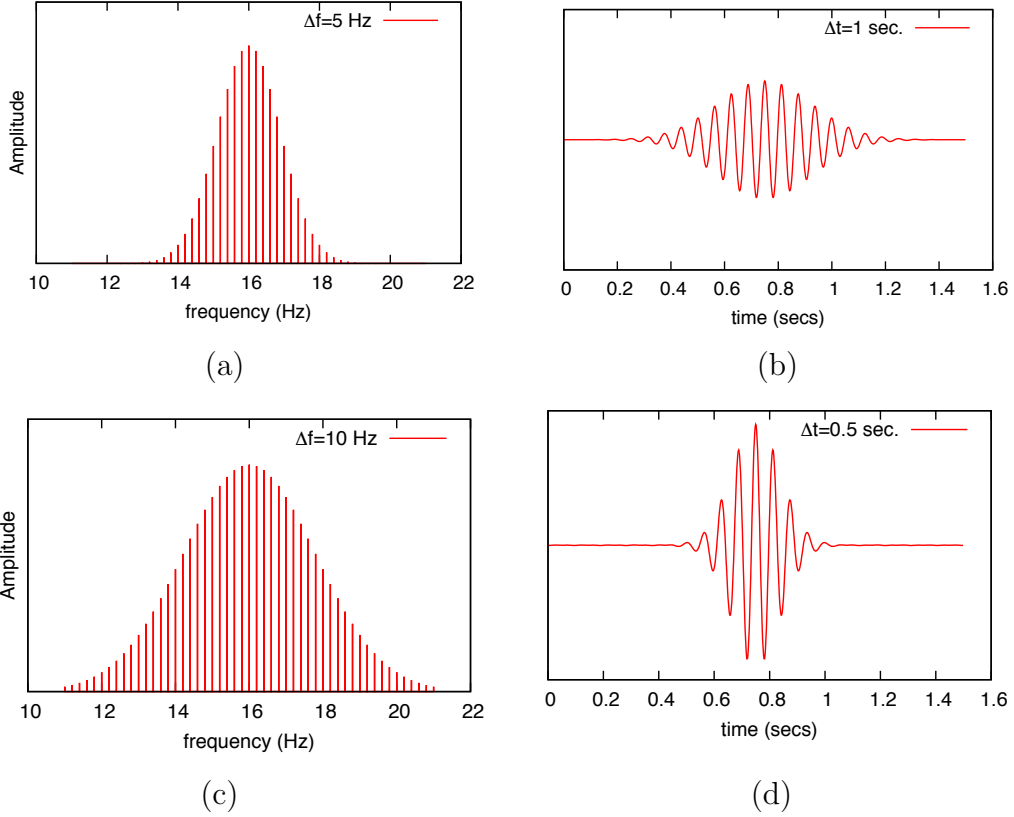 Δf=5 Hz
Amplitude
10 12 14 16 18 20 22
frequency (Hz)
(a)
Δt=1 sec.
0 0.2 0.4 0.6 0.8 1 1.2 1.4 1.6
time (secs)
(b)
Δf=10 Hz
Amplitude
10 12 14 16 18 20 22
frequency (Hz)
(c)
Δt=0.5 sec.
0 0.2 0.4 0.6 0.8 1 1.2 1.4 1.6
time (secs)
(d)